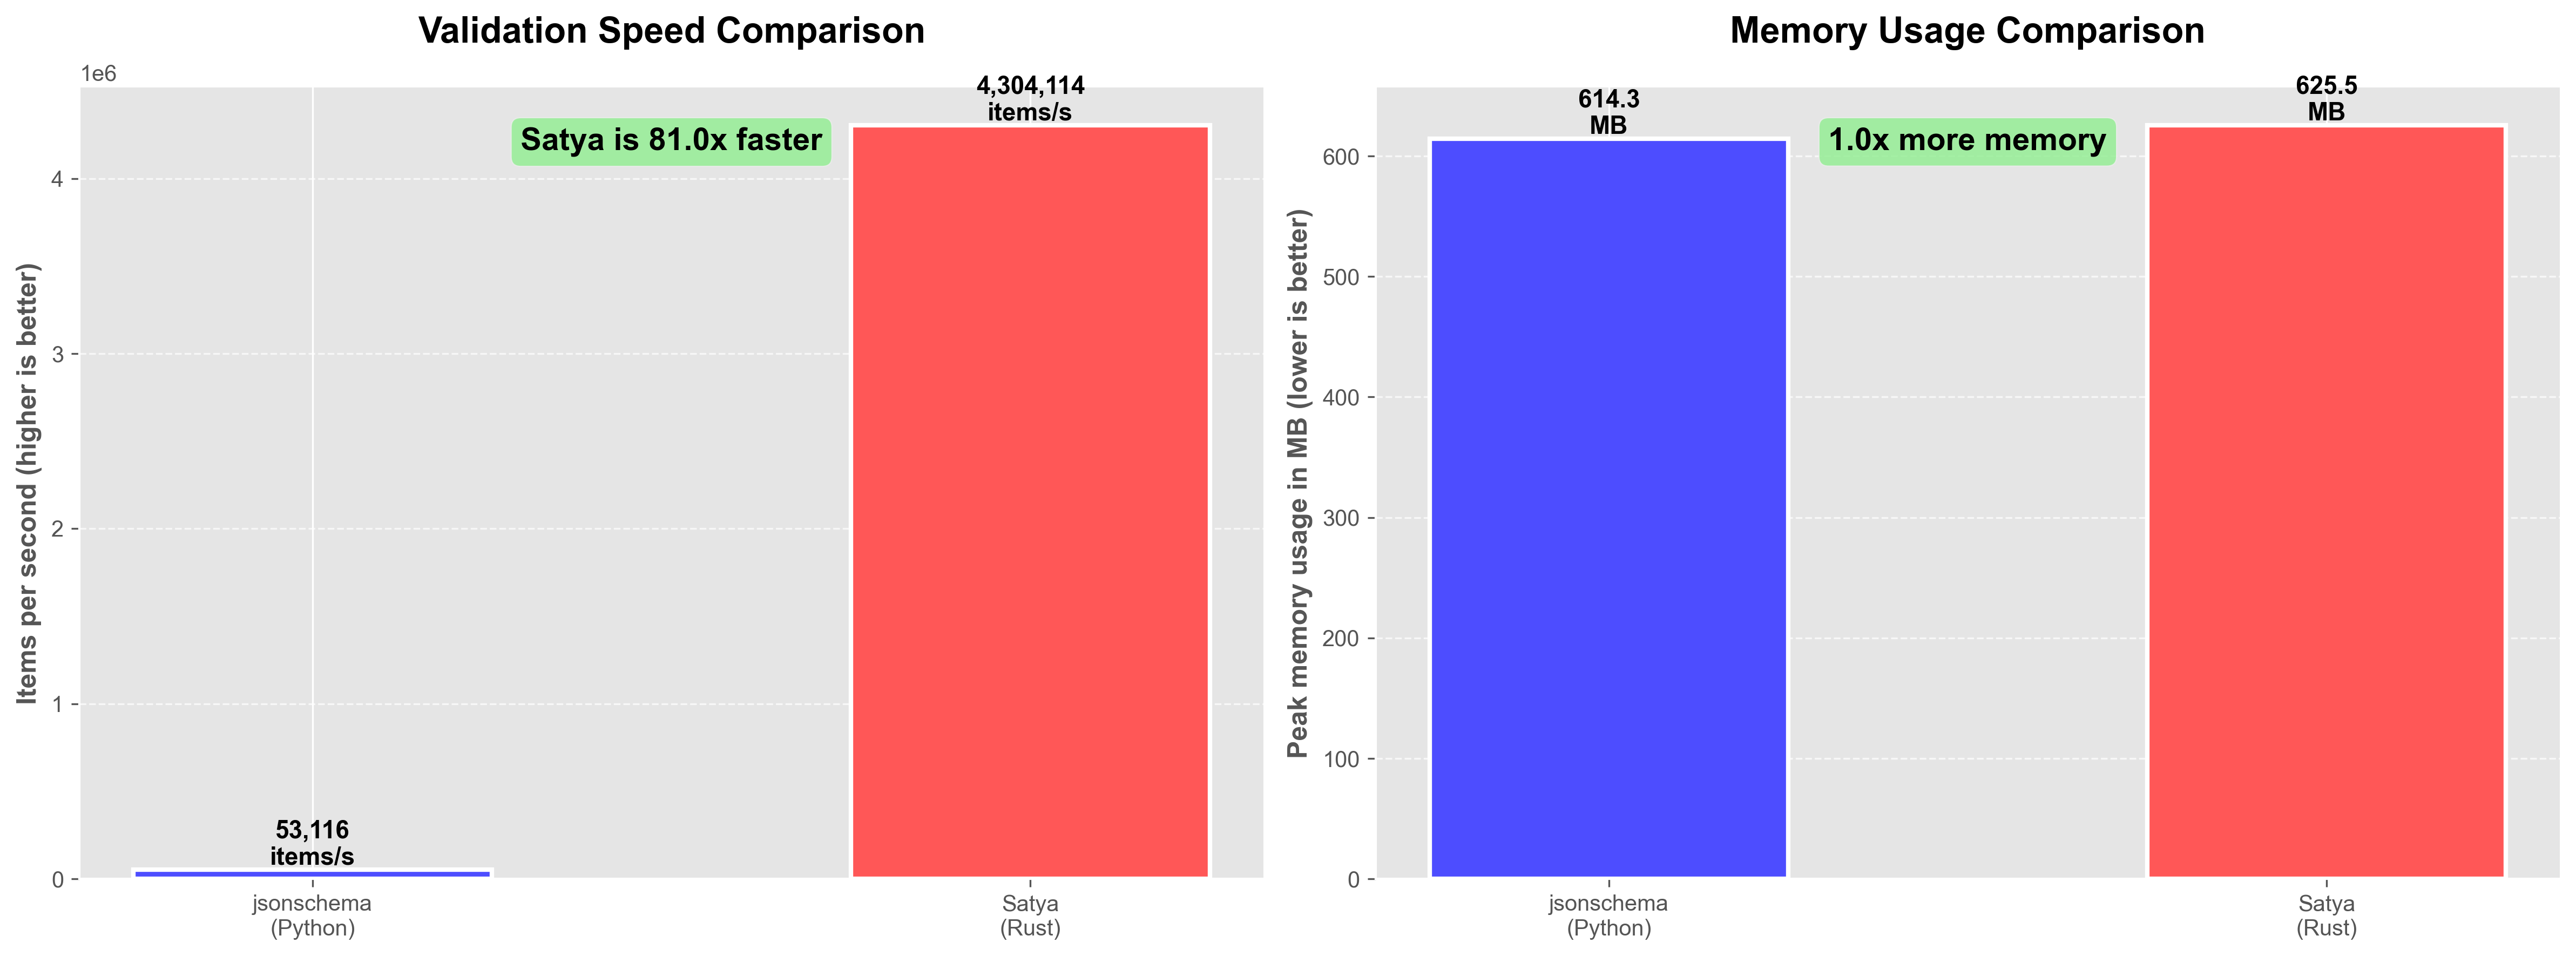 Validation Speed Comparison
1e6
Items per second (higher is better)
4
3
2
1
0
53,116
items/s
Satya is 81.0x faster
4,304,114
items/s
jsonschema
(Python)
Satya
(Rust)
Memory Usage Comparison
Peak memory usage in MB (lower is better)
600
500
400
300
200
100
0
614.3
MB
1.0x more memory
625.5
MB
jsonschema
(Python)
Satya
(Rust)